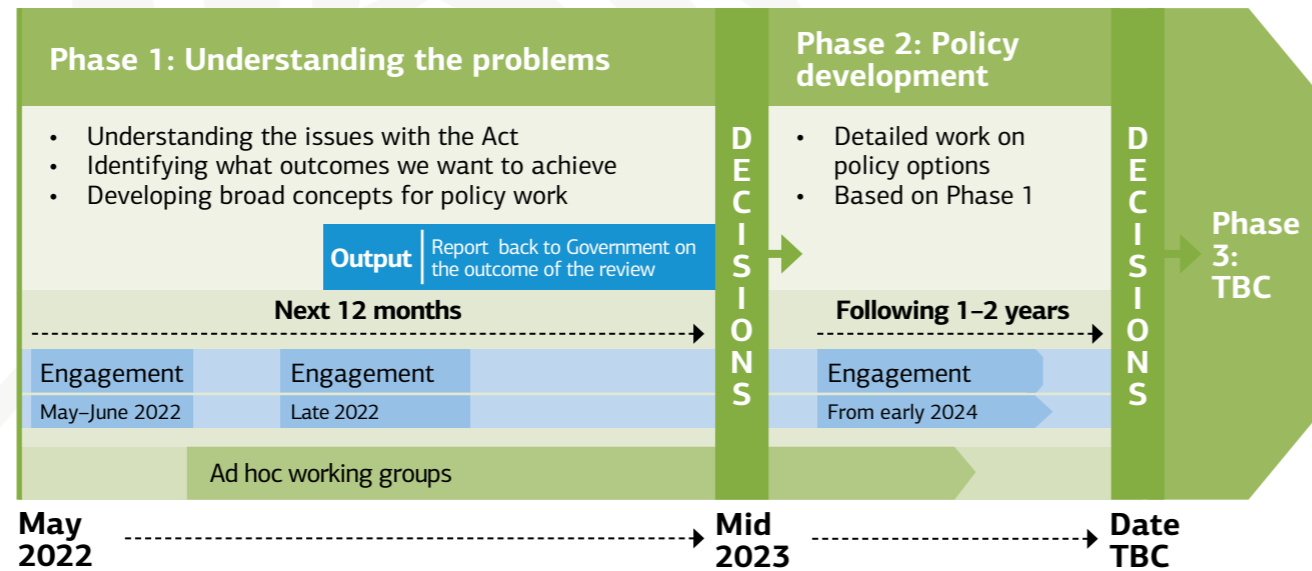 Phase 1: Understanding the problems
• Understanding the issues with the Act
• Identifying what outcomes we want to achieve
• Developing broad concepts for policy work
Output
Report back to Government on
the outcome of the review
Next 12 months
Engagement
May–June 2022
Engagement
Late 2022
Ad hoc working groups
DECISIONS
Phase 2: Policy
development
• Detailed work on
policy options
• Based on Phase 1
Following 1–2 years
Engagement
From early 2024
DECISIONS
Phase
3:
TBC
May
2022
Mid
2023
Date
TBC